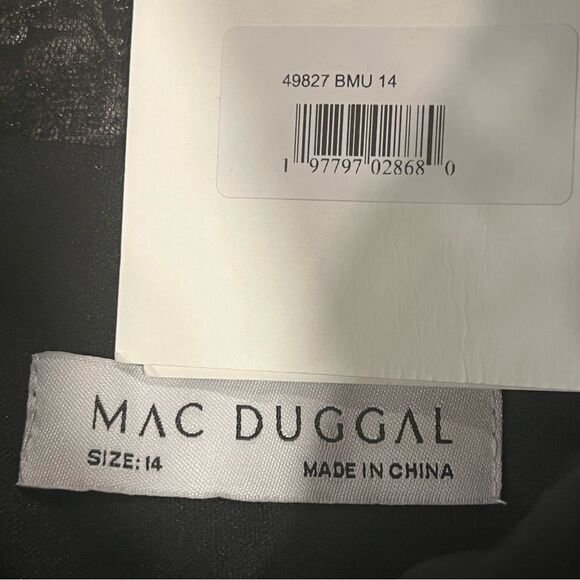 49827 BMU 14
1 97797 02868 0
MAC DUGGAL
SIZE: 14
MADE IN CHINA